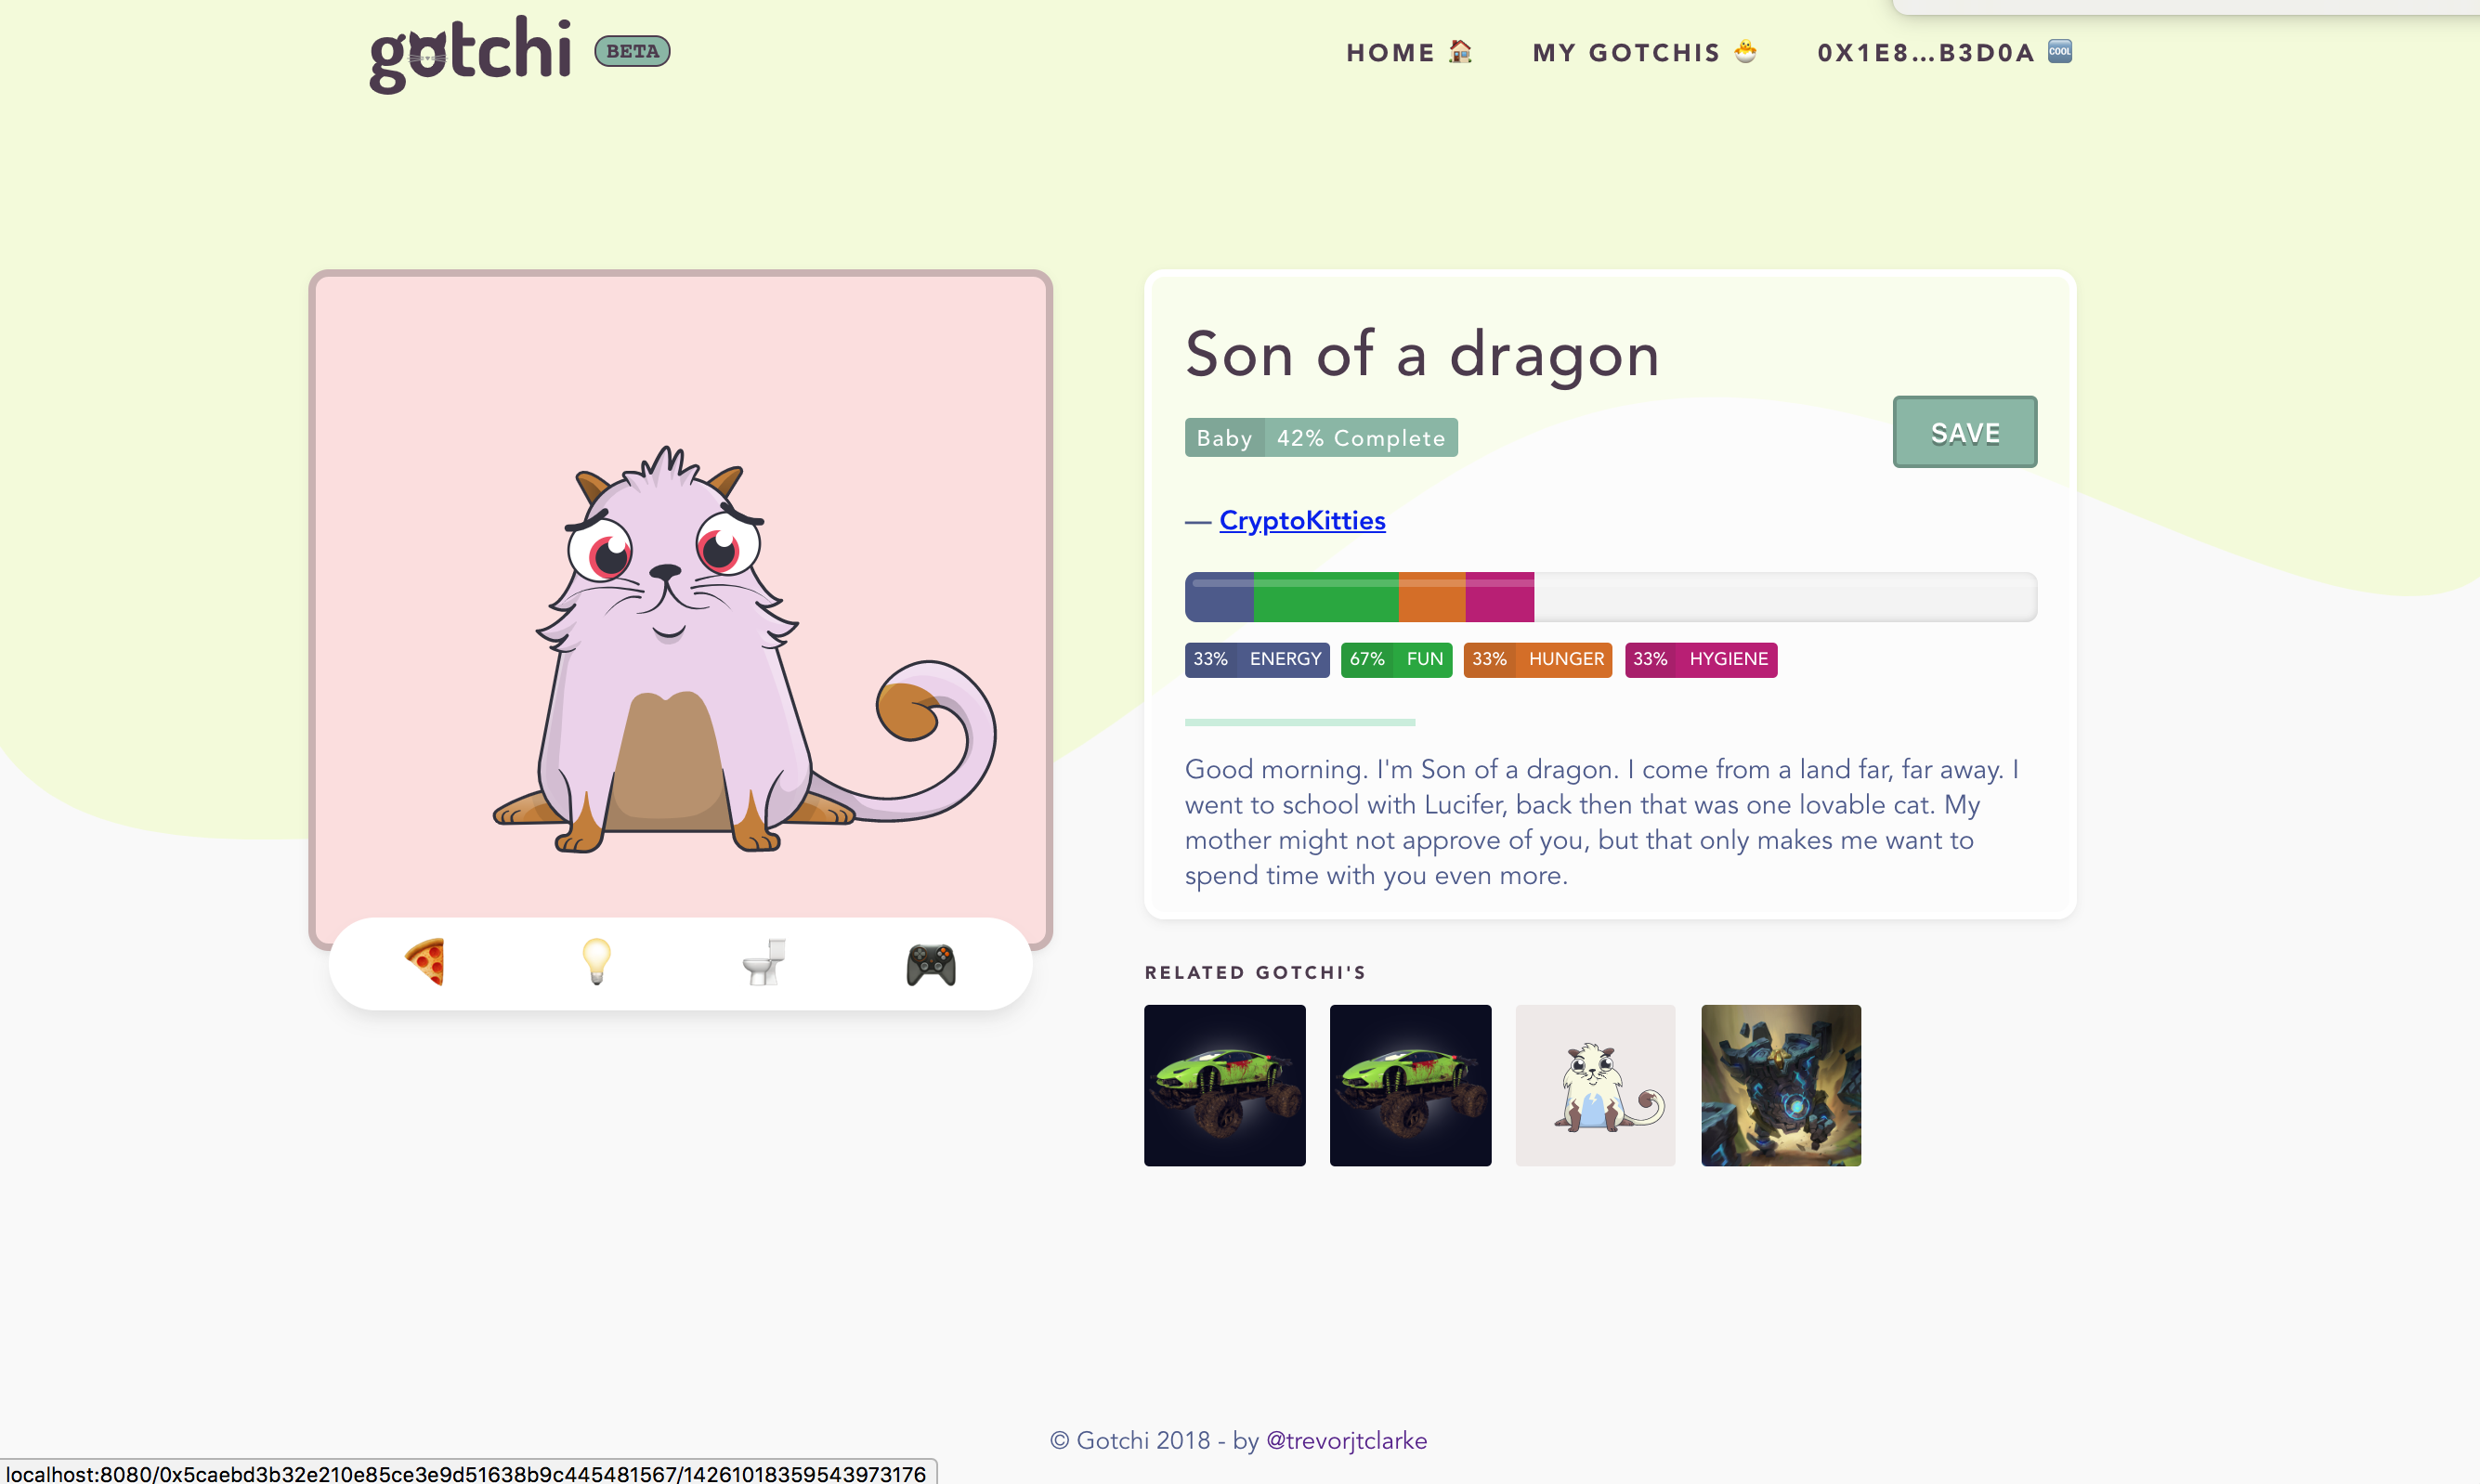 gotchi BETA
HOME MY GOTCHIS 0X1E8...B3D0A COOL
Son of a dragon
Baby 42% Complete
SAVE
— CryptoKitties
33% ENERGY 67% FUN 33% HUNGER 33% HYGIENE
Good morning. I'm Son of a dragon. I come from a land far, far away. I
went to school with Lucifer, back then that was one lovable cat. My
mother might not approve of you, but that only makes me want to
spend time with you even more.
RELATED GOTCHI'S
© Gotchi 2018 - by @trevorjtclarke
localhost:8080/0x5caebd3b32e210e85ce3e9d51638b9c445481567/14261018359543973176